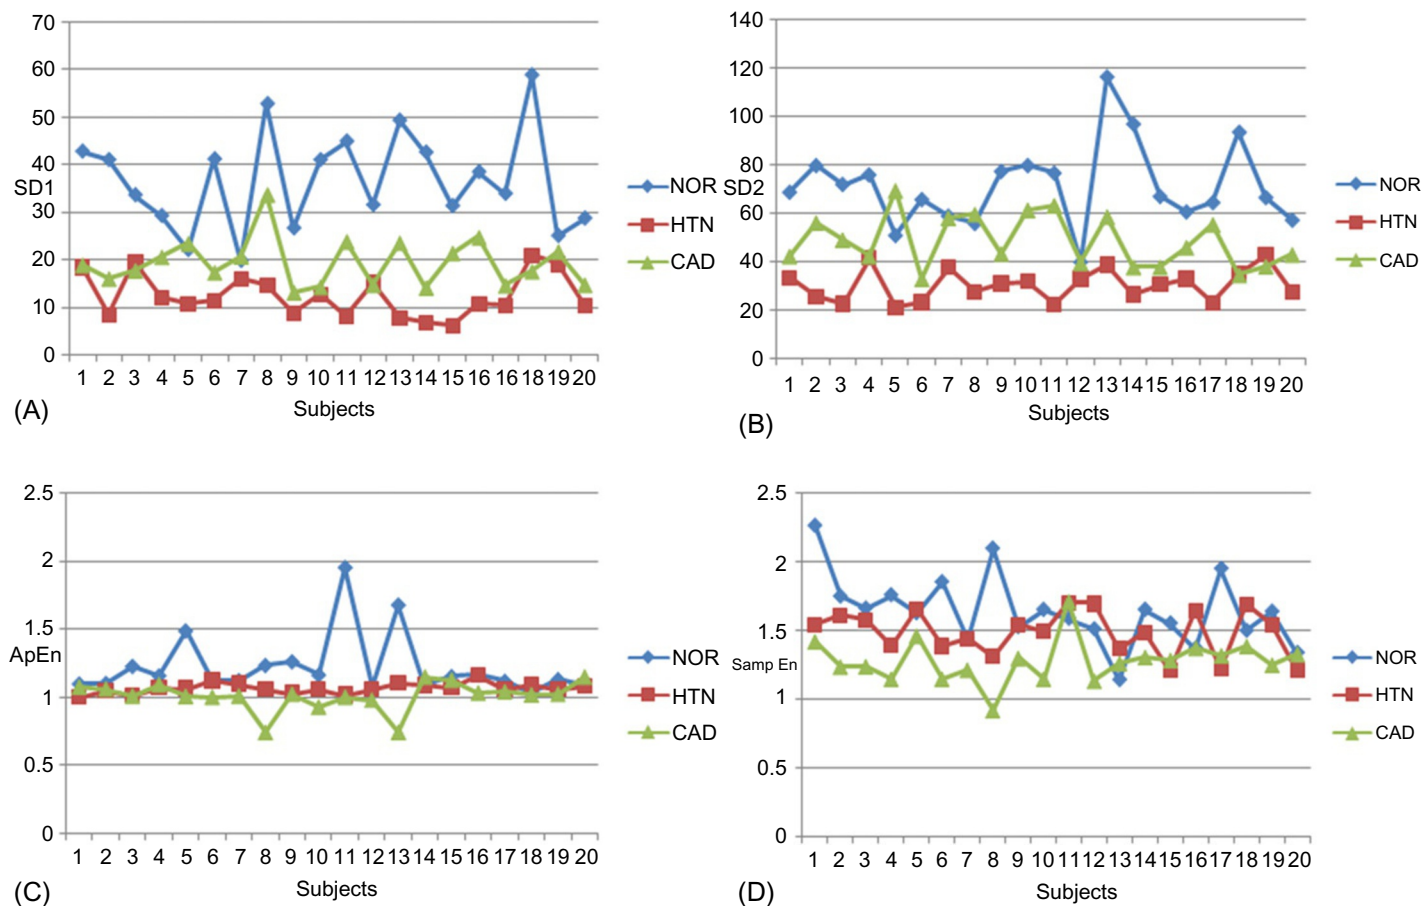 70
60
50
40
SD1
30
20
10
0
1 2 3 4 5 6 7 8 9 10 11 12 13 14 15 16 16 18 19 20
Subjects
(A)
NOR
HTN
CAD
140
120
100
80
SD2
60
40
20
0
1 2 3 4 5 6 7 8 9 10 11 12 13 14 15 16 17 18 19 20
Subjects
(B)
NOR
HTN
CAD
2.5
2
1.5
ApEn
1
0.5
0
1 2 3 4 5 6 7 8 9 10 11 12 13 14 15 16 17 18 19 20
Subjects
(C)
NOR
HTN
CAD
2.5
2
1.5
Samp En
1
0.5
0
1 2 3 4 5 6 7 8 9 10 11 12 13 14 15 16 17 18 19 20
Subjects
(D)
NOR
HTN
CAD